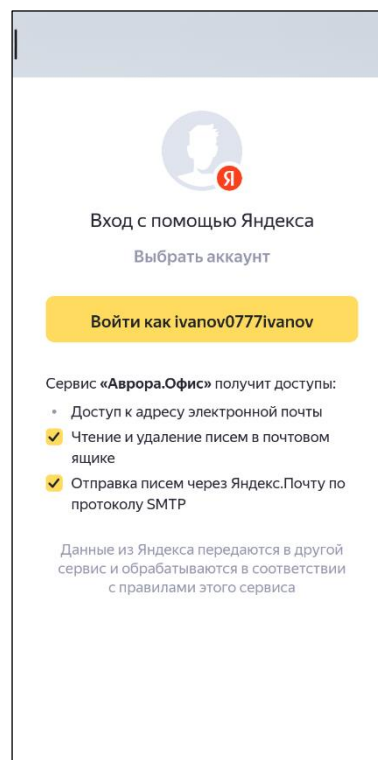 Я
Вход с помощью Яндекса
Выбрать аккаунт
Войти как ivanov0777ivanov
Сервис «Аврора.Офис» получит доступы:
• Доступ к адресу электронной почты
Чтение и удаление писем в почтовом
ящике
Отправка писем через Яндекс.Почту по
протоколу SMTP
Данные из Яндекса передаются в другой
сервис и обрабатываются в соответствии
с правилами этого сервиса